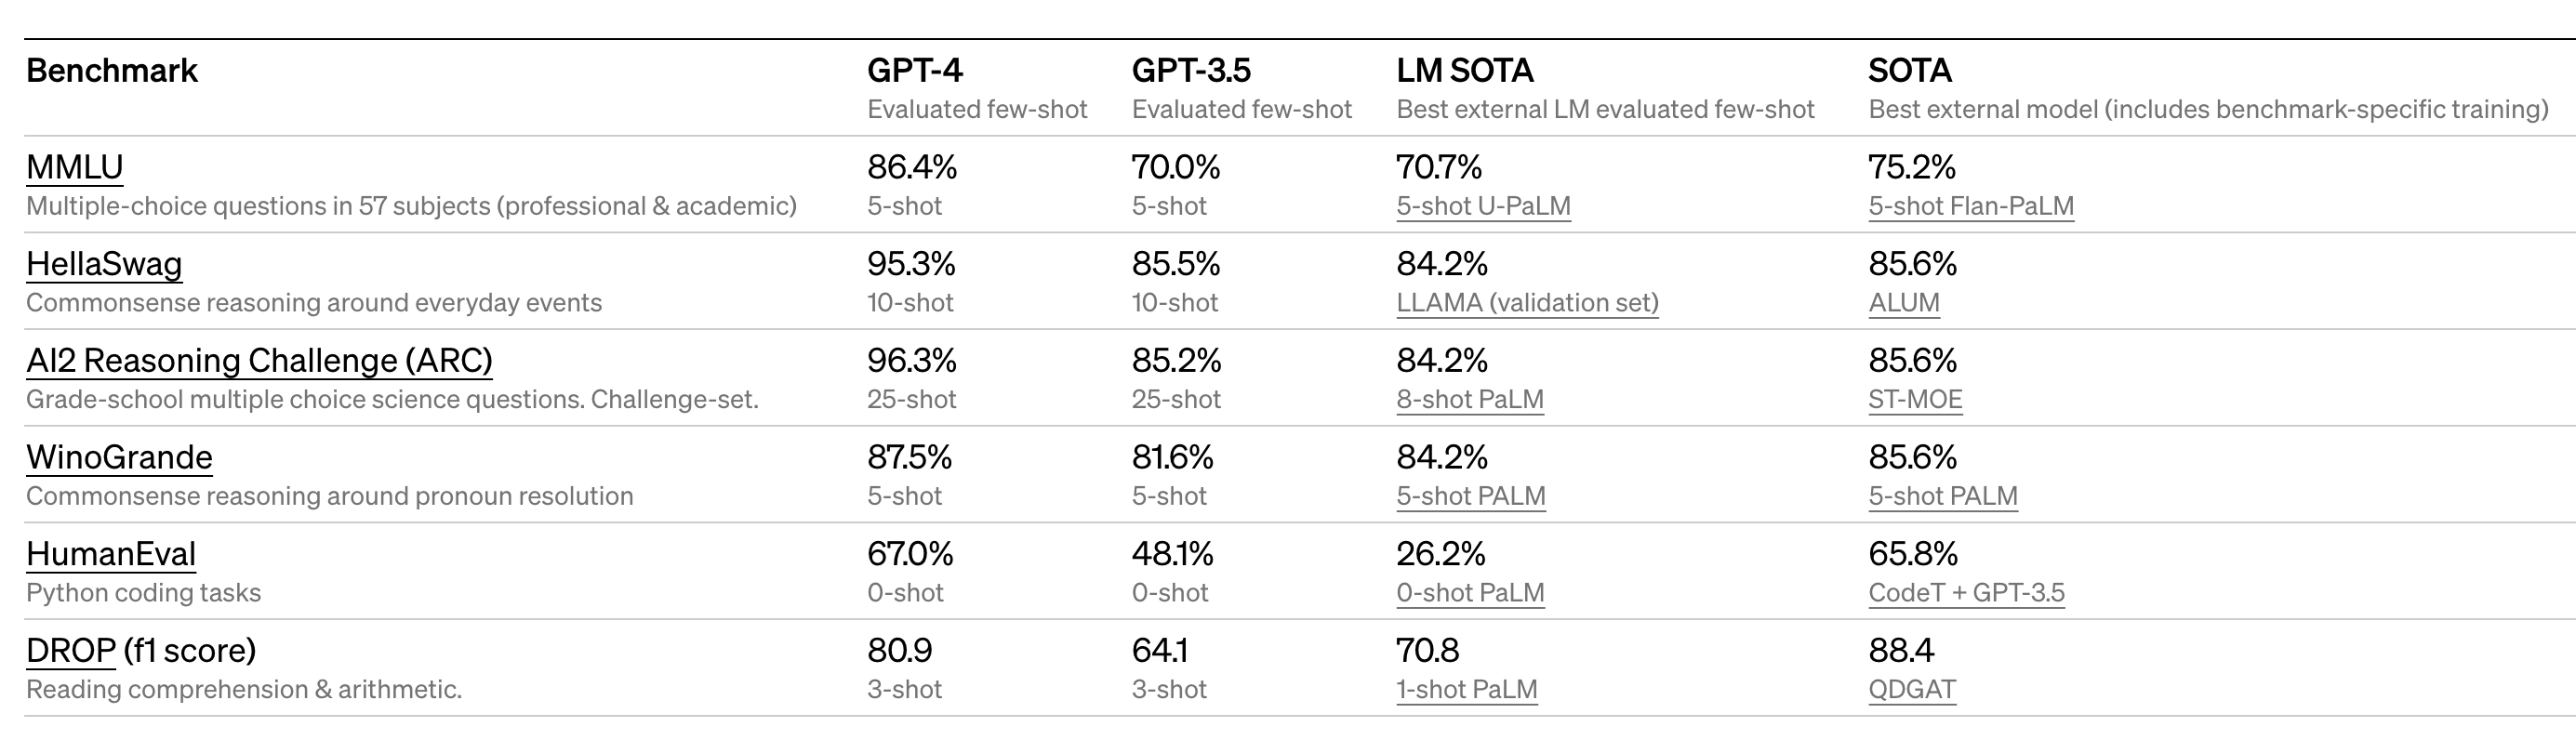 Benchmark GPT-4 GPT-3.5 LM SOTA SOTA
Evaluated few-shot Evaluated few-shot Best external LM evaluated few-shot Best external model (includes benchmark-specific training)
MMLU 86.4% 70.0% 70.7% 75.2%
Multiple-choice questions in 57 subjects (professional & academic) 5-shot 5-shot 5-shot U-PaLM 5-shot Flan-PaLM
HellaSwag 95.3% 85.5% 84.2% 85.6%
Commonsense reasoning around everyday events 10-shot 10-shot LLAMA (validation set) ALUM
AI2 Reasoning Challenge (ARC) 96.3% 85.2% 84.2% 85.6%
Grade-school multiple choice science questions. Challenge-set. 25-shot 25-shot 8-shot PaLM ST-MOE
WinoGrande 87.5% 81.6% 84.2% 85.6%
Commonsense reasoning around pronoun resolution 5-shot 5-shot 5-shot PALM 5-shot PALM
HumanEval 67.0% 48.1% 26.2% 65.8%
Python coding tasks 0-shot 0-shot 0-shot PaLM CodeT + GPT-3.5
DROP (f1 score) 80.9 64.1 70.8 88.4
Reading comprehension & arithmetic. 3-shot 3-shot 1-shot PaLM QDGAT